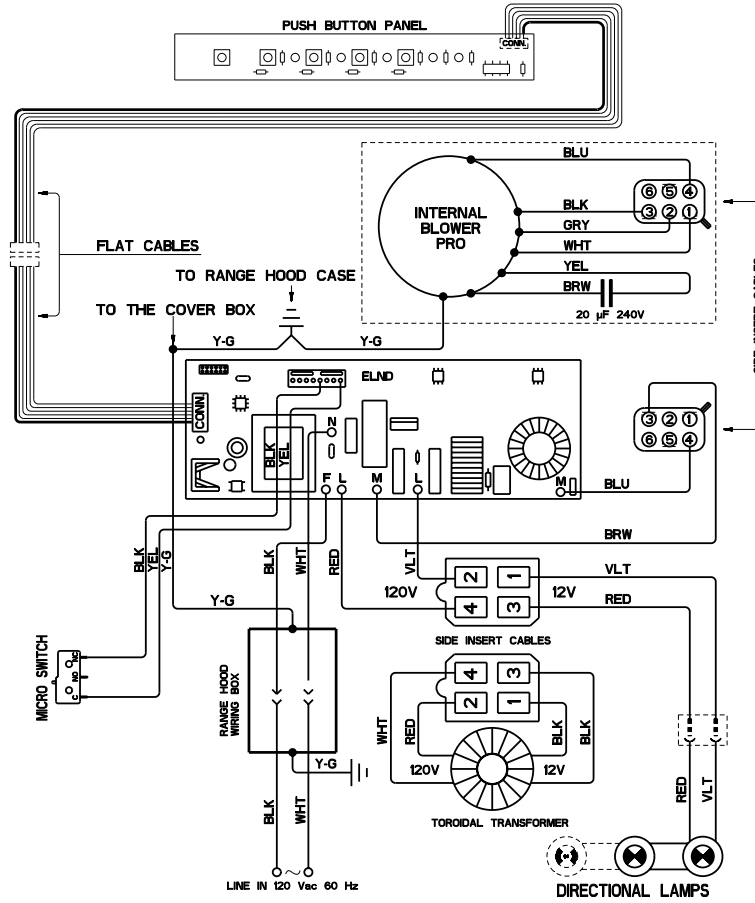 PUSH BUTTON PANEL
CONN.
BLU
6 5 4
BLK
3 2 1
INTERNAL
BLOWER
PRO
GRY
WHT
FLAT CABLES
YEL
TO RANGE HOOD CASE
BRW
TO THE COVER BOX
20 µF 240V
Y-G
Y-G
ELND
CONN.
N
3 2 1
6 5 4
BLK
YEL
F L
M
L
M
BLU
BRW
BLK
YEL
Y-G
BLK
WHT
RED
VLT
2 1
VLT
120V
12V
4 3
RED
Y-G
SIDE INSERT CABLES
MICRO SWITCH
NC
NO
C
RANGE HOOD
WIRING BOX
4 3
2 1
WHT
RED
BLK
BLK
Y-G
120V
12V
BLK
WHT
RED
VLT
TOROIDAL TRANSFORMER
LINE IN 120 Vac 60 Hz
DIRECTIONAL LAMPS